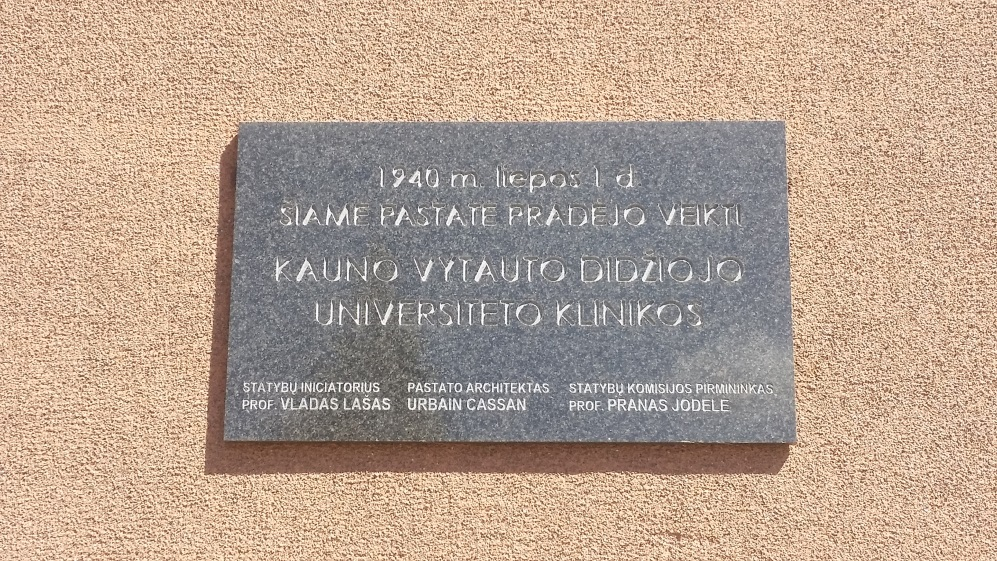 1940 m. liepos 1 d.
ŠIAME PASTATE PRADĖJO VEIKTI
KAUNO VYTAUTO DIDŽIOJO
UNIVERSITETO KLINIKOS
STATYBŲ INICIATORIUS PASTATO ARCHITEKTAS STATYBŲ KOMISIJOS PIRMININKAS
PROF. VLADAS LAŠAS URBAIN CASSAN PROF. PRANAS JODELĖ